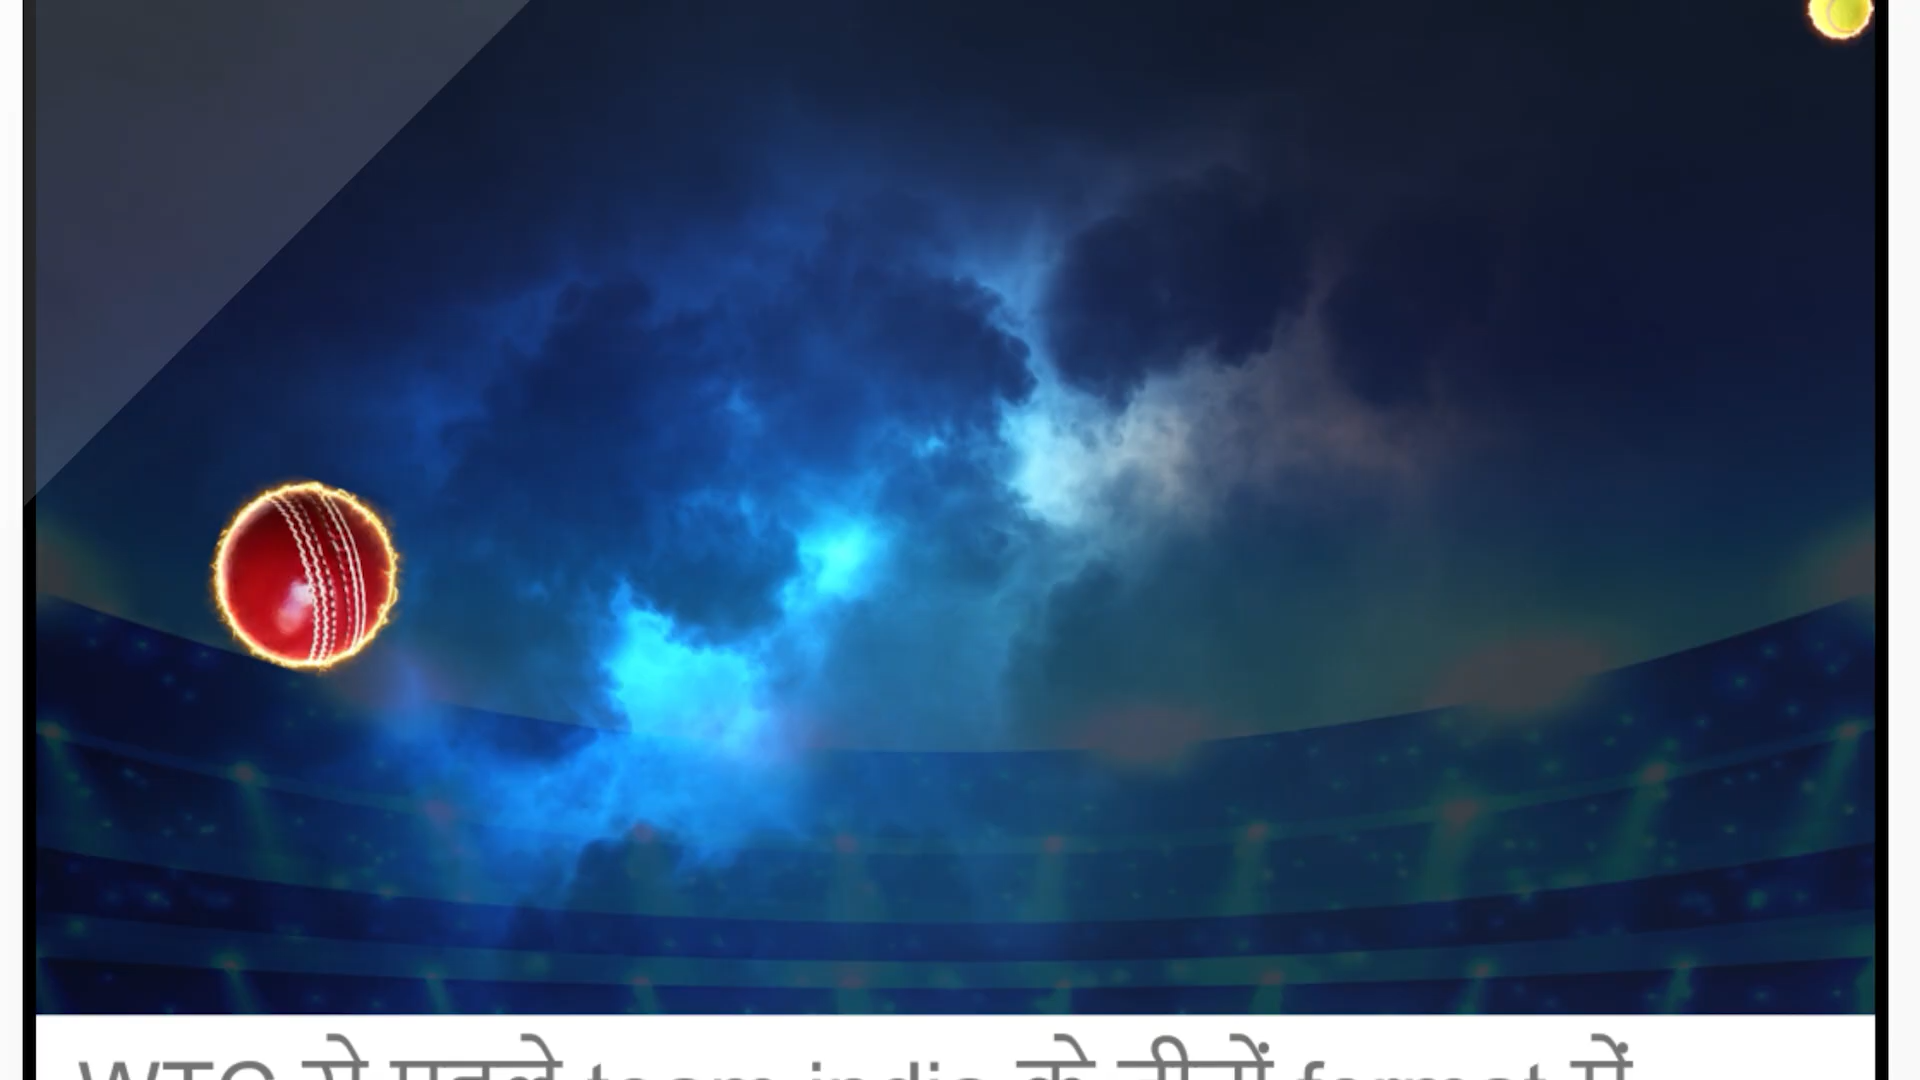 WTC से पहले team india के तीनों format में